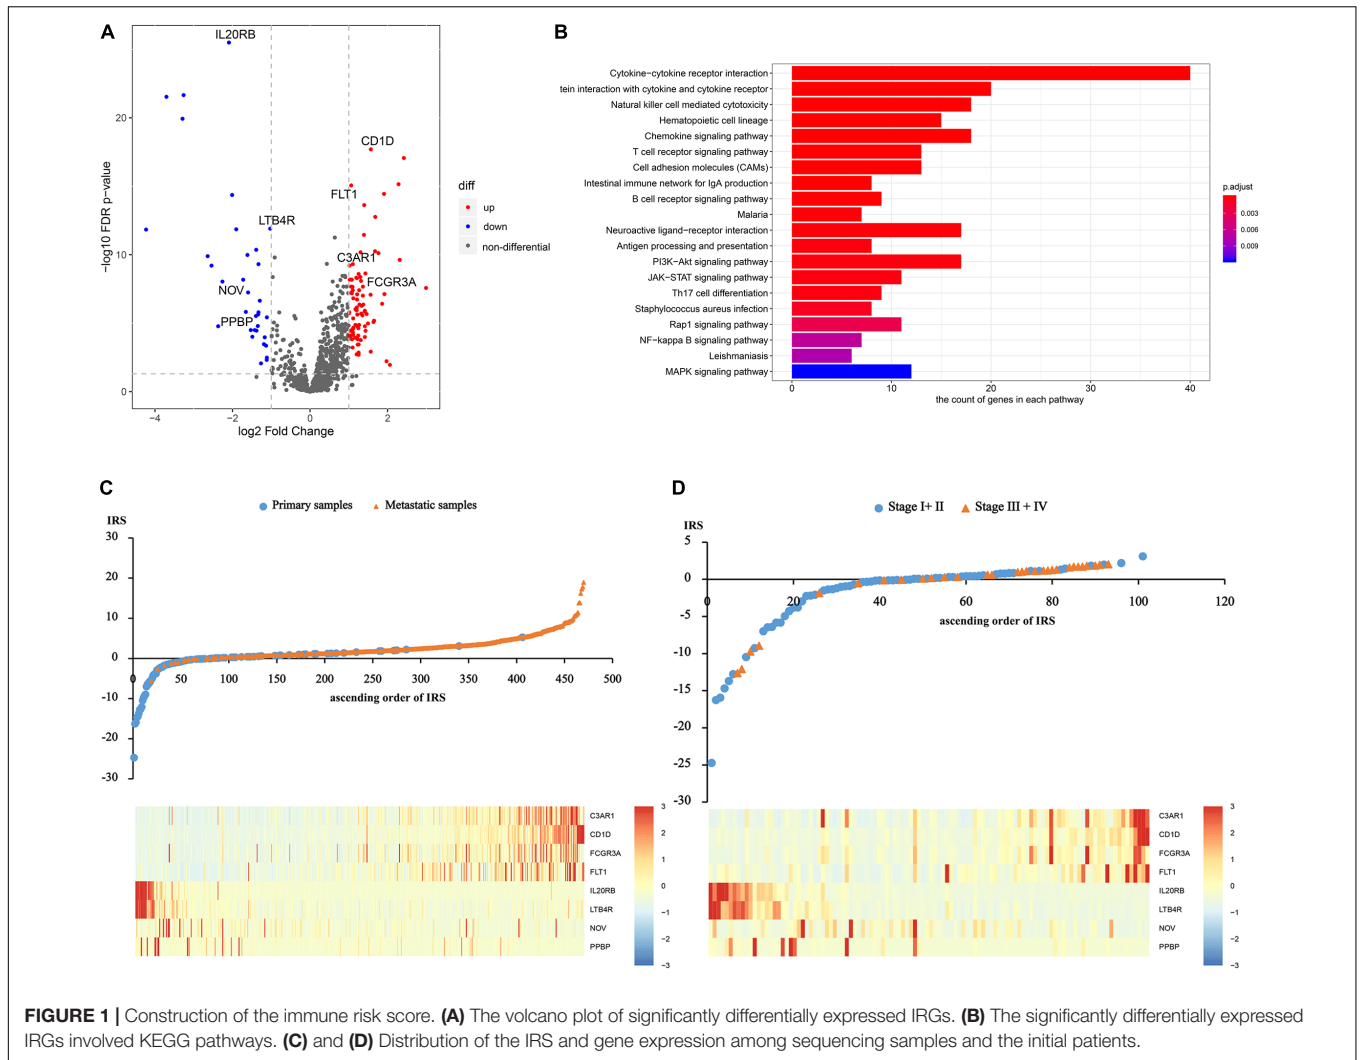 A
IL20RB
CD1D
FLT1
LTB4R
C3AR1
FCGR3A
NOV
PPBP
20
10
0
−log10 FDR p−value
−4
−2
0
2
log2 Fold Change
diff
up
down
non−differential
B
Cytokine−cytokine receptor interaction
tein interaction with cytokine and cytokine receptor
Natural killer cell mediated cytotoxicity
Hematopoietic cell lineage
Chemokine signaling pathway
T cell receptor signaling pathway
Cell adhesion molecules (CAMs)
Intestinal immune network for IgA production
B cell receptor signaling pathway
Malaria
Neuroactive ligand−receptor interaction
Antigen processing and presentation
PI3K−Akt signaling pathway
JAK−STAT signaling pathway
Th17 cell differentiation
Staphylococcus aureus infection
Rap1 signaling pathway
NF−kappa B signaling pathway
Leishmaniasis
MAPK signaling pathway
0
10
20
30
40
the count of genes in each pathway
p.adjust
0.003
0.006
0.009
C
Primary samples
Metastatic samples
IRS
30
20
10
0
-10
-20
-30
0
50
100
150
200
250
300
350
400
450
500
ascending order of IRS
C3AR1
CD1D
FCGR3A
FLT1
IL20RB
LTB4R
NOV
PPBP
3
2
1
0
−1
−2
−3
D
Stage I+ II
Stage III + IV
IRS
5
0
-5
-10
-15
-20
-25
-30
0
20
40
60
80
100
120
ascending order of IRS
C3AR1
CD1D
FCGR3A
FLT1
IL20RB
LTB4R
NOV
PPBP
3
2
1
0
−1
−2
−3
FIGURE 1 | Construction of the immune risk score. (A) The volcano plot of significantly differentially expressed IRGs. (B) The significantly differentially expressed
IRGs involved KEGG pathways. (C) and (D) Distribution of the IRS and gene expression among sequencing samples and the initial patients.